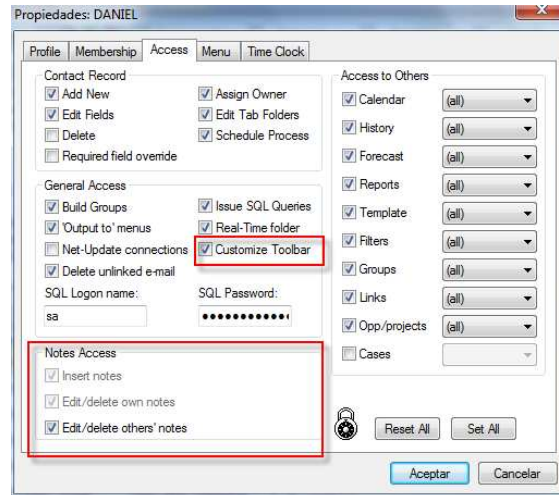 Propiedades: DANIEL
Profile Membership Access Menu Time Clock
Contact Record
Add New Assign Owner
Edit Fields Edit Tab Folders
Delete Schedule Process
Required field override
General Access
Build Groups Issue SQL Queries
'Output to' menus Real-Time folder
Net-Update connections Customize Toolbar
Delete unlinked e-mail
SQL Logon name: SQL Password:
sa ●●●●●●●●●●●●●
Notes Access
Insert notes
Edit/delete own notes
Edit/delete others' notes
Access to Others
Calendar (all)
History (all)
Forecast (all)
Reports (all)
Template (all)
Filters (all)
Groups (all)
Links (all)
Opp/projects (all)
Cases
Reset All Set All
Aceptar Cancelar